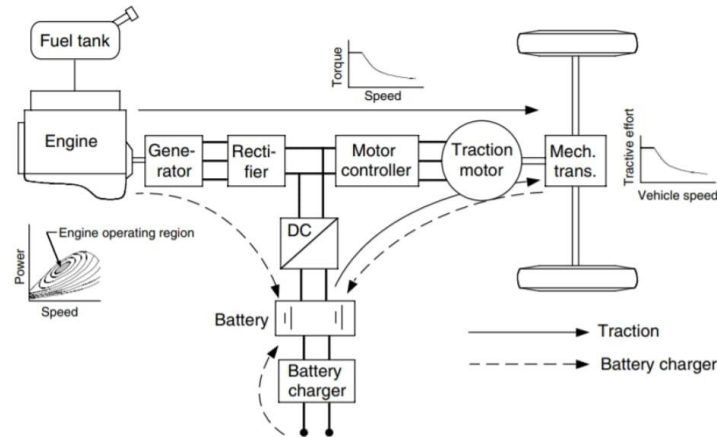 Fuel tank
Engine
Gene-
rator
Recti-
fier
Motor
controller
Traction
motor
Mech.
trans.
Torque
Speed
Tractive effort
Vehicle speed
Engine operating region
Power
Speed
DC
Battery
Battery
charger
Traction
Battery charger